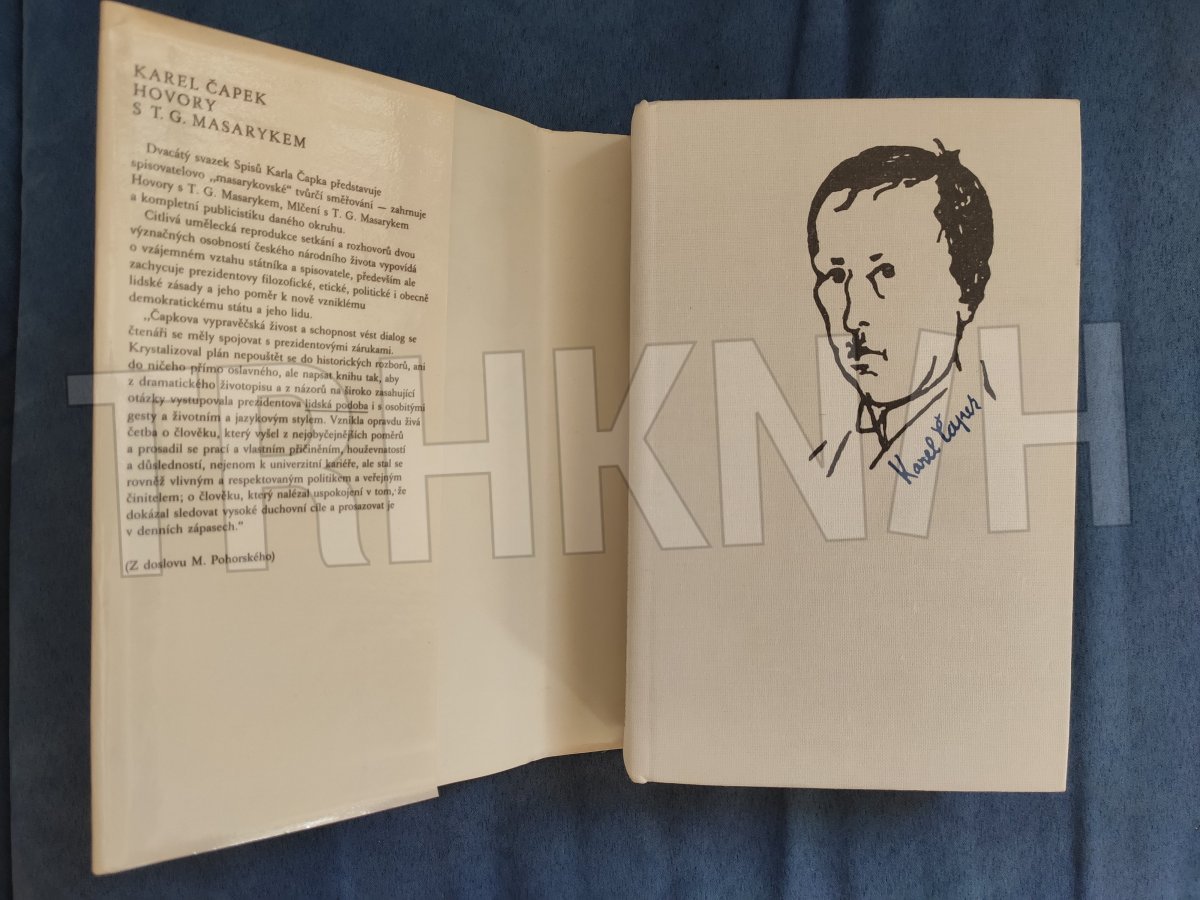 KAREL ČAPEK
HOVORY
S T. G. MASARYKEM
Dvacátý svazek Spisů Karla Čapka představuje
spisovatelovo „masarykovské“ tvůrčí směřování — zahrnuje
Hovory s T. G. Masarykem, Mlčení s T. G. Masarykem
a kompletní publicistiku daného okruhu.
Citlivá umělecká reprodukce setkání a rozhovorů dvou
význačných osobností českého národního života vypovídá
o vzájemném vztahu státníka a spisovatele, především ale
zachycuje prezidentovy filozofické, etické, politické i obecně
lidské zásady a jeho poměr k nově vzniklému
demokratickému státu a jeho lidu.
„Čapkova vypravěčská živost a schopnost vést dialog se
čtenáři se měly spojovat s prezidentovými zárukami.
Krystalizoval plán nepouštět se do historických rozborů, ani
do ničeho přímo oslavného, ale napsat knihu tak, aby
z dramatického životopisu a z názorů na široko zasahující
otázky vystupovala prezidentova lidská podoba i s osobitými
gesty a životním a jazykovým stylem. Vznikla opravdu živá
četba o člověku, který vyšel z nejobyčejnějších poměrů
a prosadil se prací a vlastním přičiněním, houževnatostí
a důsledností, nejenom k univerzitní kariéře, ale stal se
rovněž vlivným a respektovaným politikem a veřejným
činitelem; o člověku, který nalézal uspokojení v tom, že
dokázal sledovat vysoké duchovní cíle a prosazovat je
v denních zápasech.“
(Z doslovu M. Pohorského)
Karel Čapek
TRHKNIH